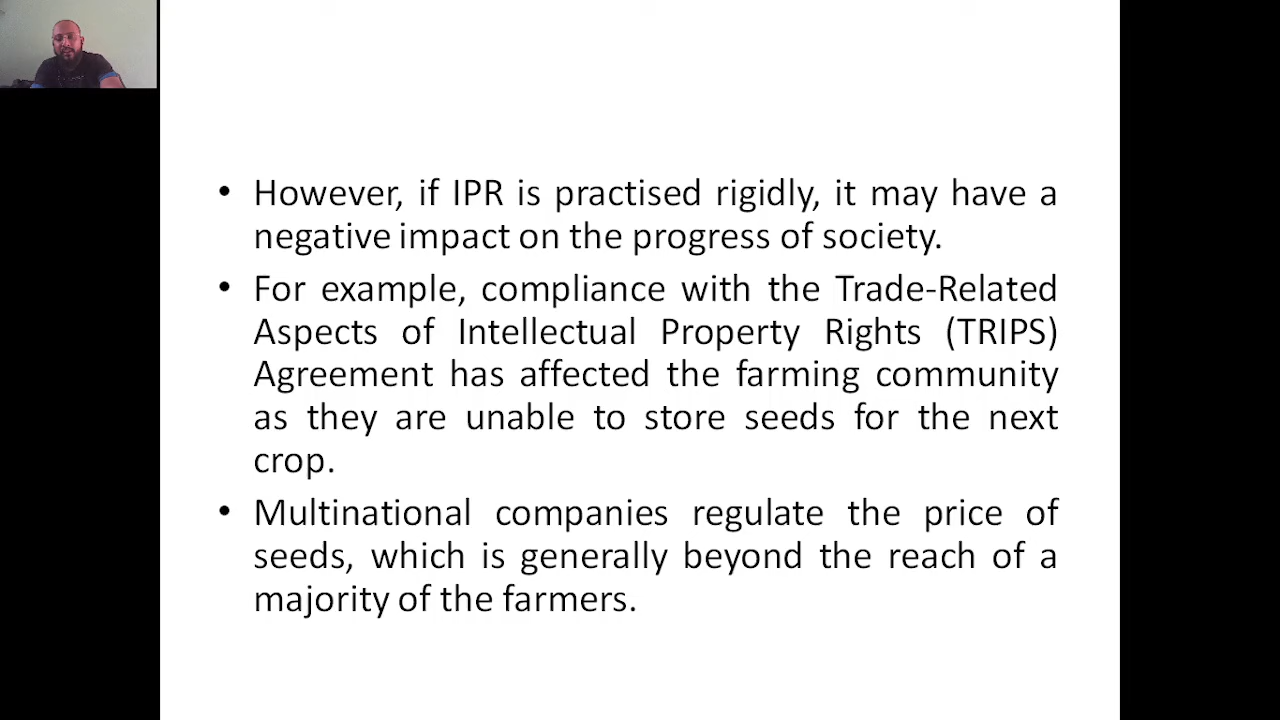 • However, if IPR is practised rigidly, it may have a
negative impact on the progress of society.
• For example, compliance with the Trade-Related
Aspects of Intellectual Property Rights (TRIPS)
Agreement has affected the farming community
as they are unable to store seeds for the next
crop.
• Multinational companies regulate the price of
seeds, which is generally beyond the reach of a
majority of the farmers.